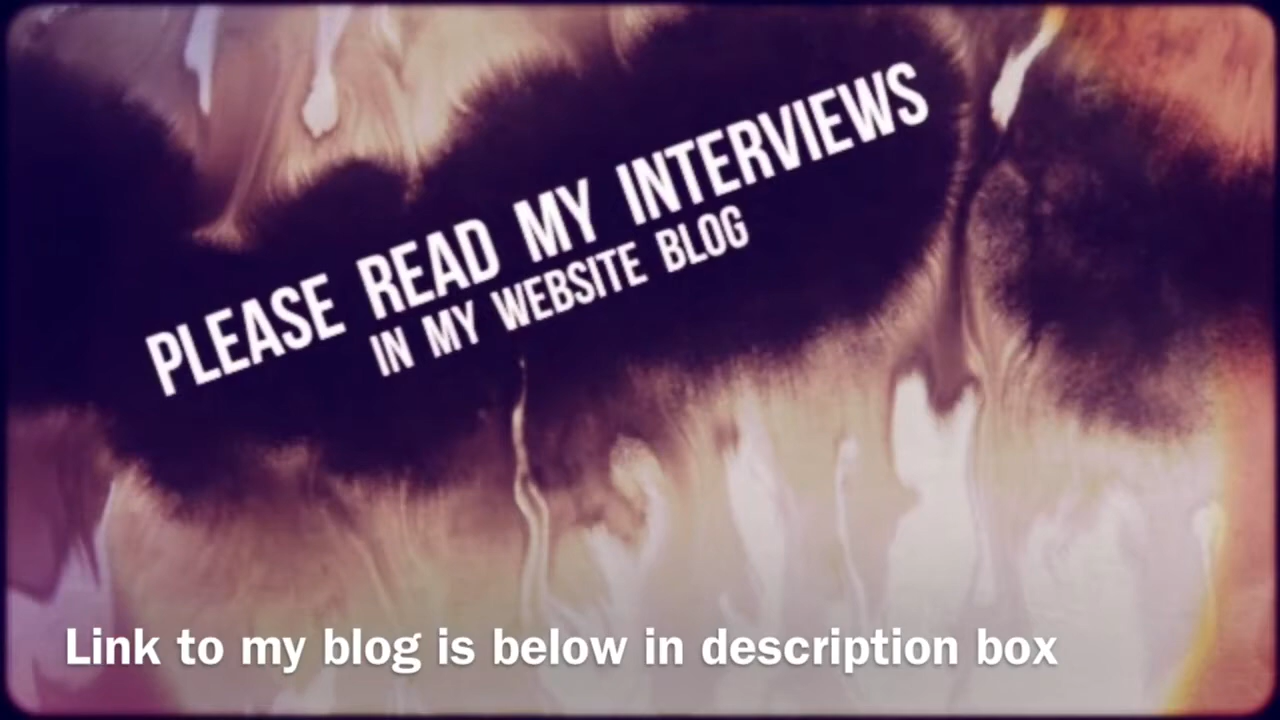 PLEASE READ MY INTERVIEWS
IN MY WEBSITE BLOG
Link to my blog is below in description box